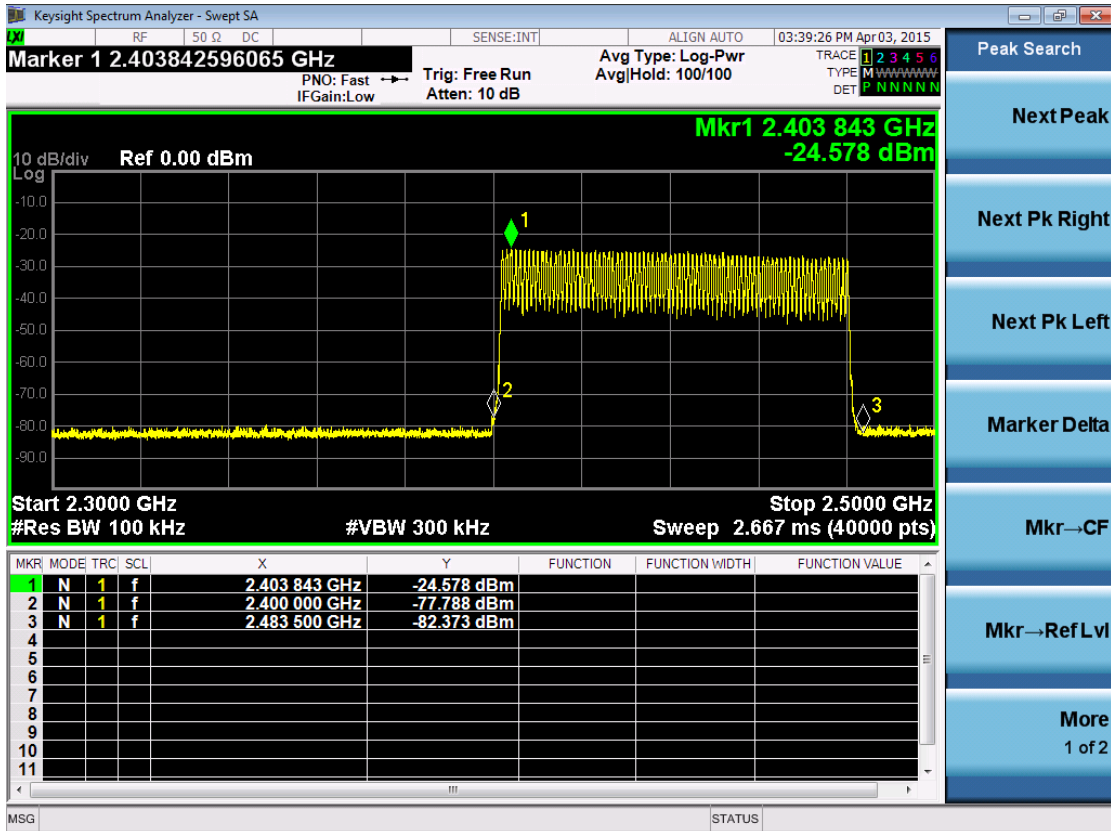 Keysight Spectrum Analyzer - Swept SA
LXI RF 50 Ω DC SENSE:INT ALIGN AUTO 03:39:26 PM Apr 03, 2015
Marker 1 2.403842596065 GHz
PNO: Fast
IFGain:Low
Trig: Free Run
Atten: 10 dB
Avg Type: Log-Pwr
Avg|Hold: 100/100
TRACE 1 2 3 4 5 6
TYPE M WWWWW
DET P N N N N N
Mkr1 2.403 843 GHz
-24.578 dBm
10 dB/div Ref 0.00 dBm
Log
-10.0
-20.0
-30.0
-40.0
-50.0
-60.0
-70.0
-80.0
-90.0
1
2
3
Start 2.3000 GHz Stop 2.5000 GHz
#Res BW 100 kHz #VBW 300 kHz Sweep 2.667 ms (40000 pts)
MKR MODE TRC SCL X Y FUNCTION FUNCTION WIDTH FUNCTION VALUE
1 N 1 f 2.403 843 GHz -24.578 dBm
2 N 1 f 2.400 000 GHz -77.788 dBm
3 N 1 f 2.483 500 GHz -82.373 dBm
4
5
6
7
8
9
10
11
MSG STATUS
Peak Search
Next Peak
Next Pk Right
Next Pk Left
Marker Delta
Mkr→CF
Mkr→Ref Lvl
More
1 of 2